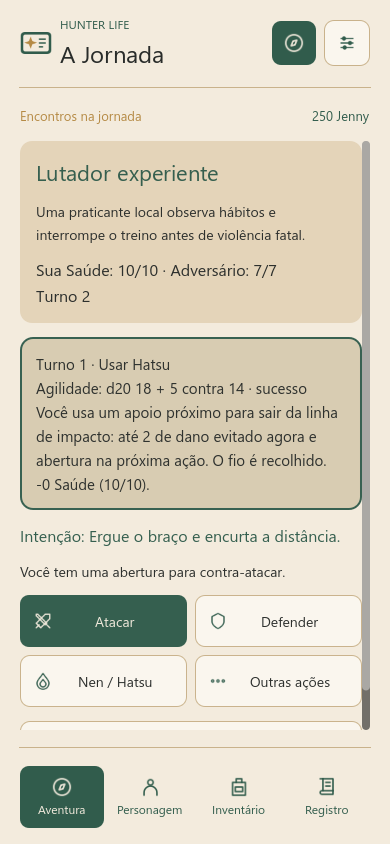 HUNTER LIFE
A Jornada
Encontros na jornada
250 Jenny
Lutador experiente
Uma praticante local observa hábitos e
interrompe o treino antes de violência fatal.
Sua Saúde: 10/10 · Adversário: 7/7
Turno 2
Turno 1 · Usar Hatsu
Agilidade: d20 18 + 5 contra 14 · sucesso
Você usa um apoio próximo para sair da linha
de impacto: até 2 de dano evitado agora e
abertura na próxima ação. O fio é recolhido.
-0 Saúde (10/10).
Intenção: Ergue o braço e encurta a distância.
Você tem uma abertura para contra-atacar.
Atacar
Defender
Nen / Hatsu
Outras ações
Aventura
Personagem
Inventário
Registro